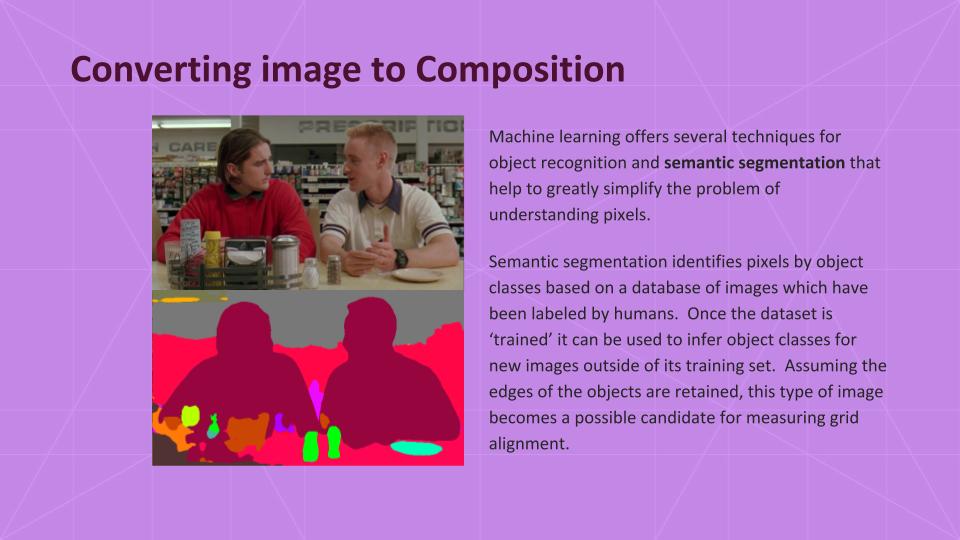 Converting image to Composition
PRESCRIPTION
CARE
Machine learning offers several techniques for
object recognition and semantic segmentation that
help to greatly simplify the problem of
understanding pixels.
Semantic segmentation identifies pixels by object
classes based on a database of images which have
been labeled by humans.  Once the dataset is
‘trained’ it can be used to infer object classes for
new images outside of its training set.  Assuming the
edges of the objects are retained, this type of image
becomes a possible candidate for measuring grid
alignment.